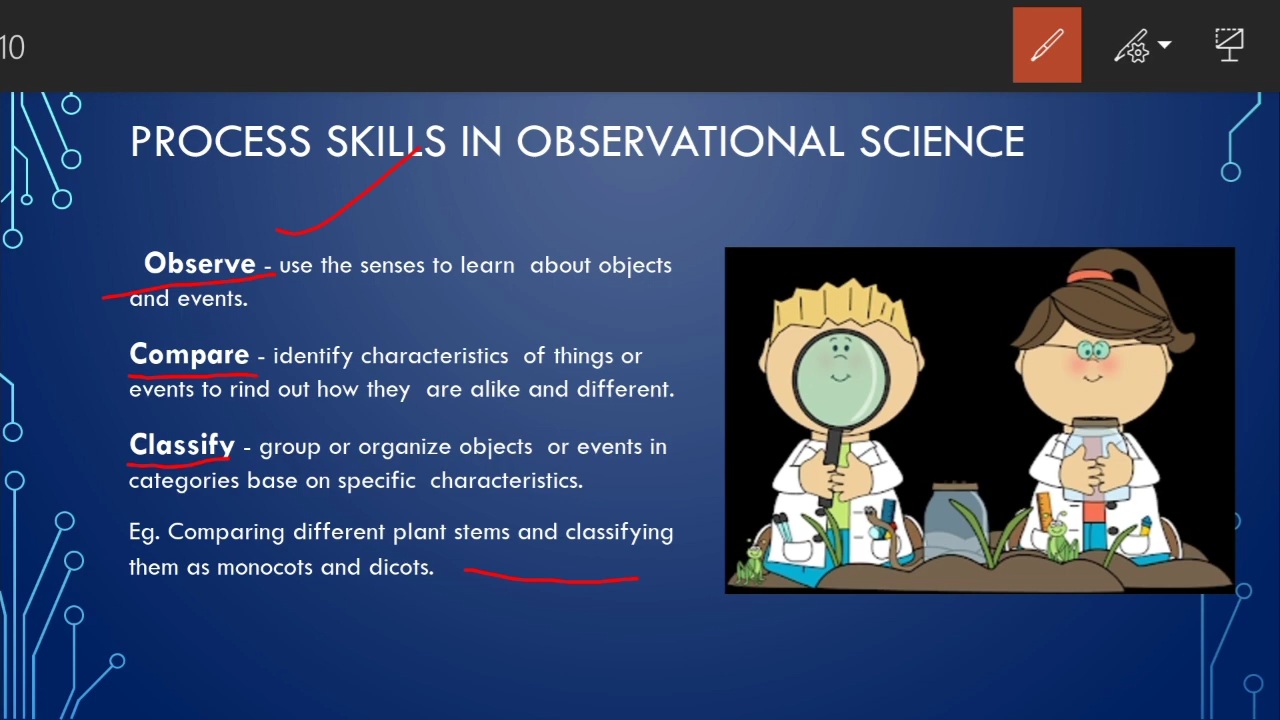 10
PROCESS SKILLS IN OBSERVATIONAL SCIENCE
Observe - use the senses to learn about objects
and events.
Compare - identify characteristics of things or
events to rind out how they are alike and different.
Classify - group or organize objects or events in
categories base on specific characteristics.
Eg. Comparing different plant stems and classifying
them as monocots and dicots.